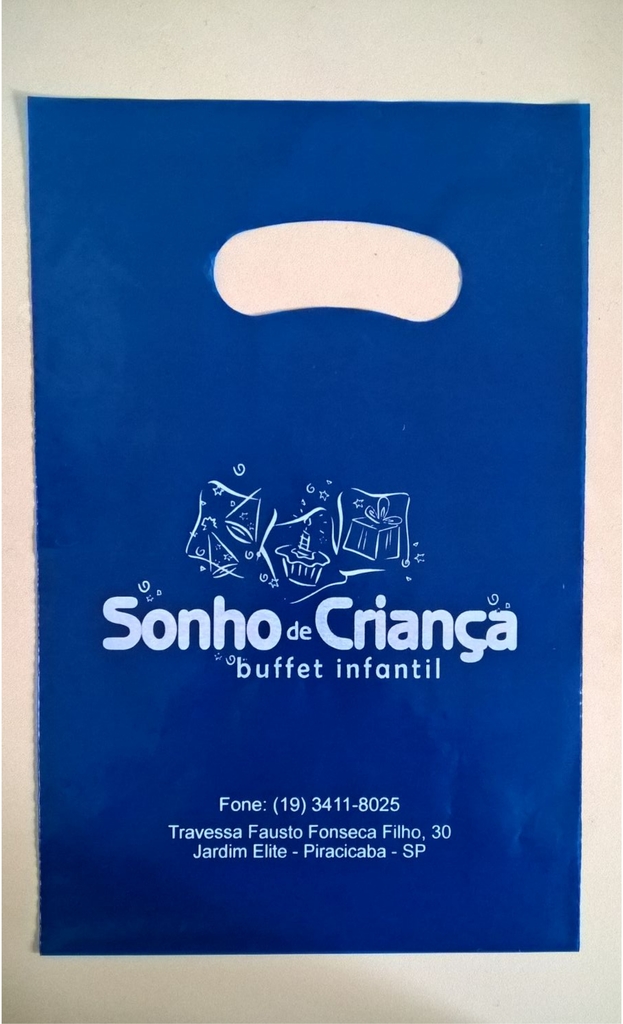 Sonho de Criança
buffet infantil
Fone: (19) 3411-8025
Travessa Fausto Fonseca Filho, 30
Jardim Elite - Piracicaba - SP